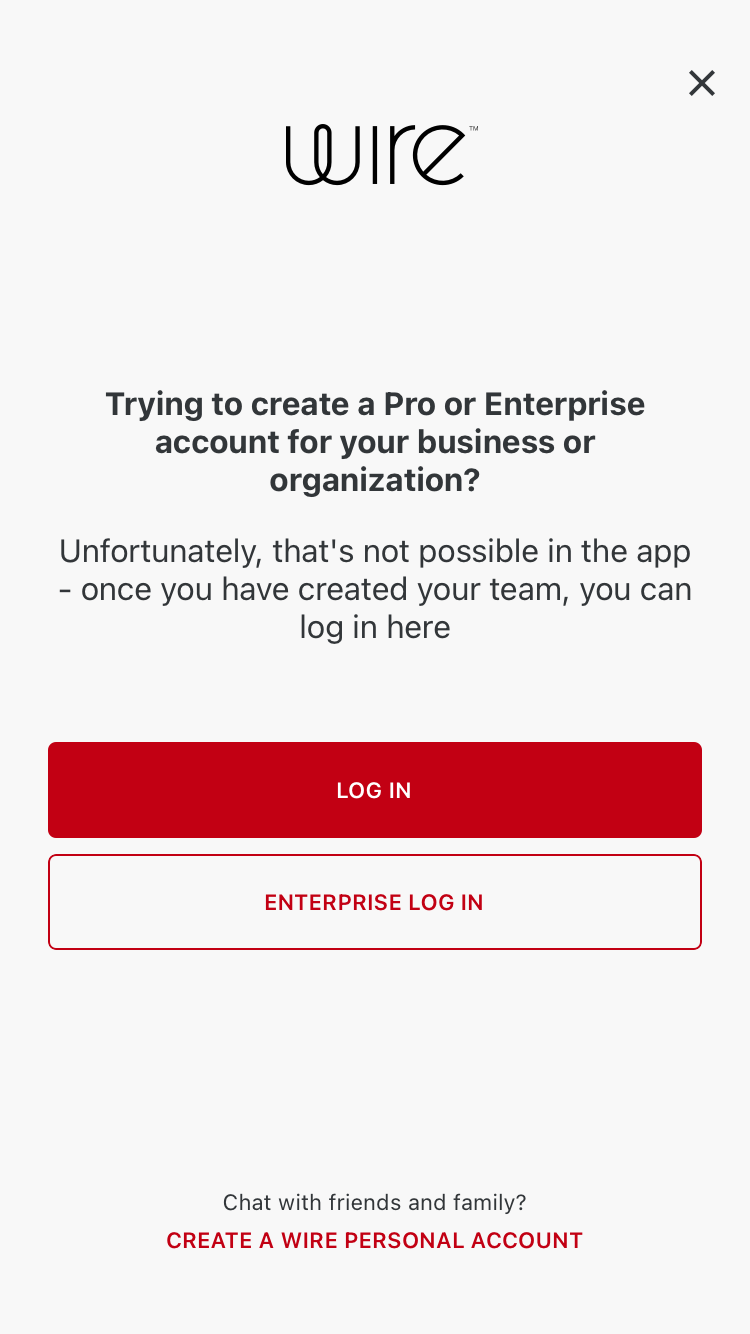 wire™
Trying to create a Pro or Enterprise
account for your business or
organization?
Unfortunately, that's not possible in the app
- once you have created your team, you can
log in here
LOG IN
ENTERPRISE LOG IN
Chat with friends and family?
CREATE A WIRE PERSONAL ACCOUNT